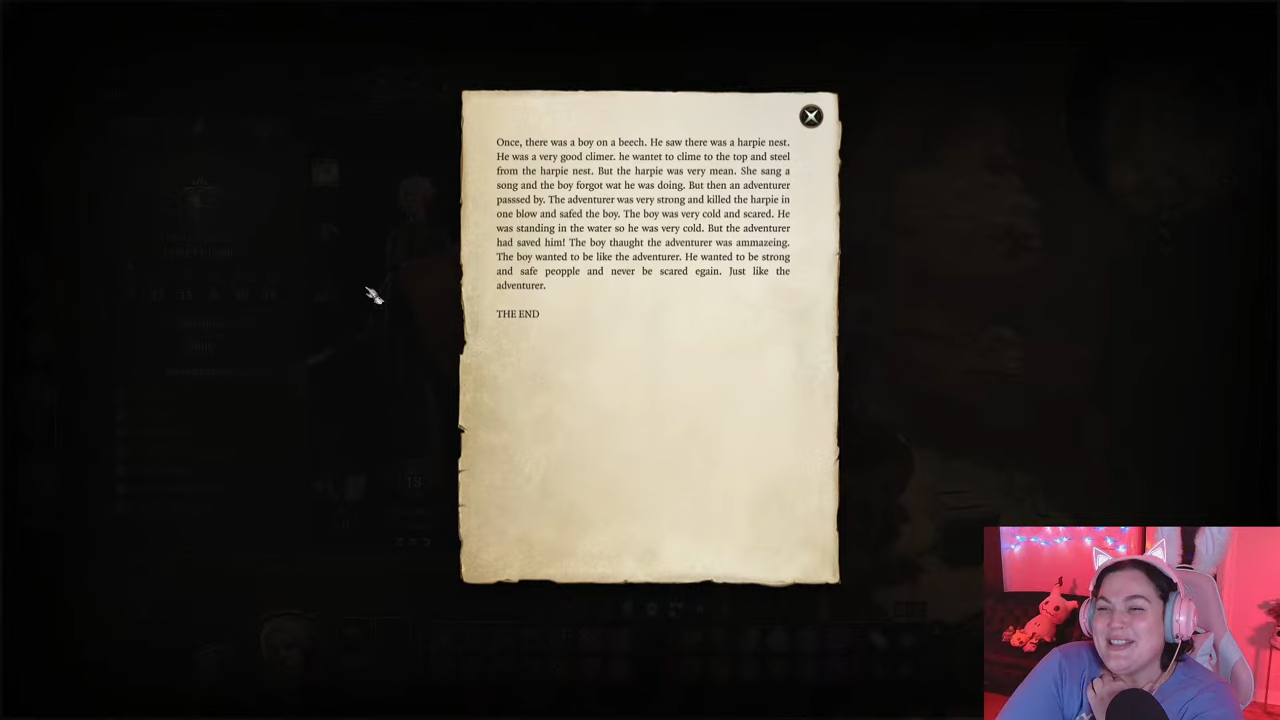 Once, there was a boy on a beech. He saw there was a harpie nest.
He was a very good climer. he wantet to clime to the top and steel
from the harpie nest. But the harpie was very mean. She sang a
song and the boy forgot wat he was doing. But then an adventurer
passsed by. The adventurer was very strong and killed the harpie in
one blow and safed the boy. The boy was very cold and scared. He
was standing in the water so he was very cold. But the adventurer
had saved him! The boy thaught the adventurer was ammazeing.
The boy wanted to be like the adventurer. He wanted to be strong
and safe peopple and never be scared egain. Just like the
adventurer.
THE END